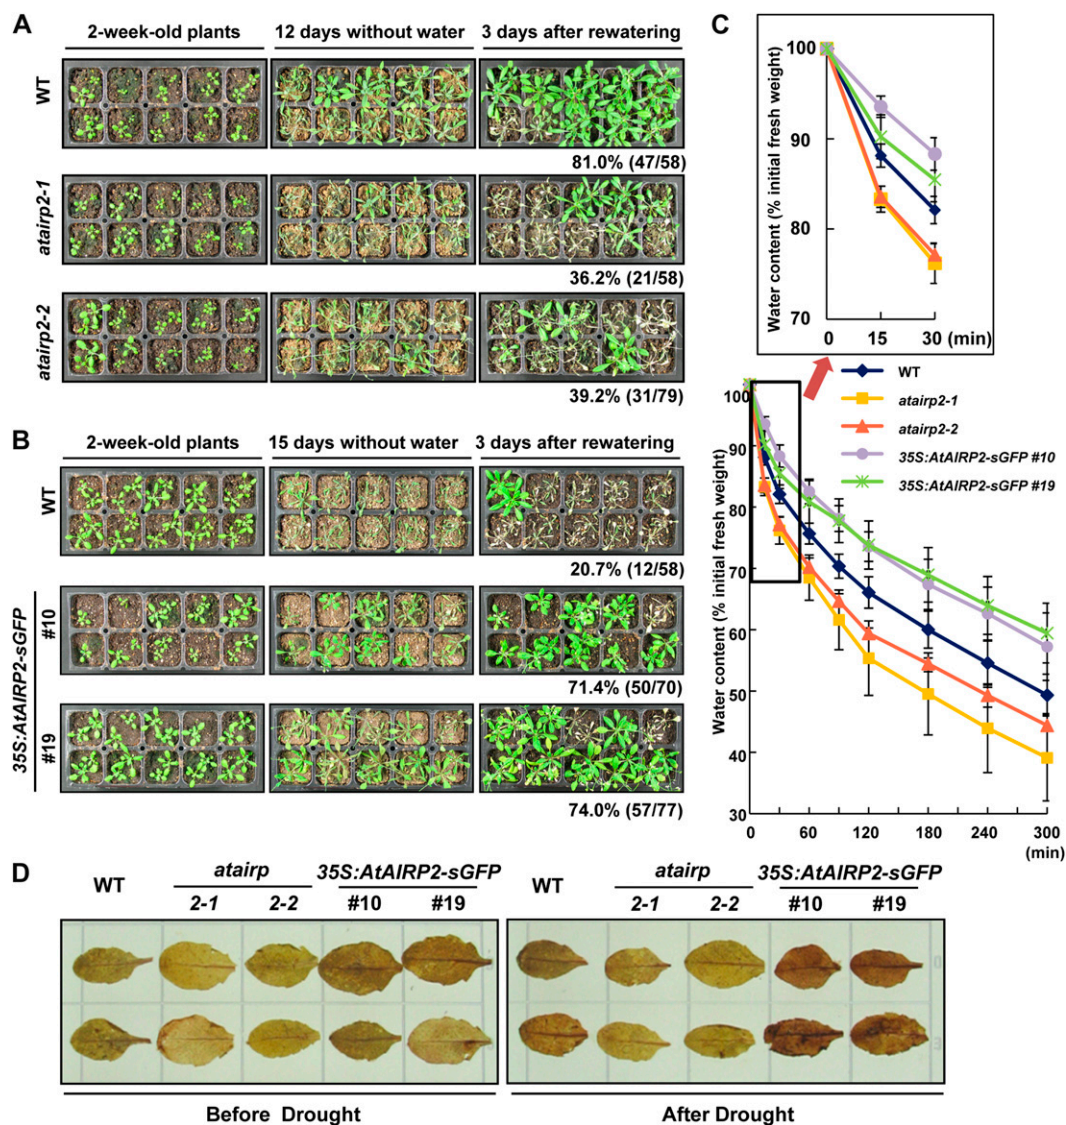 A
2-week-old plants 12 days without water 3 days after rewatering
WT
81.0% (47/58)
atairp2-1
36.2% (21/58)
atairp2-2
39.2% (31/79)
B
2-week-old plants 15 days without water 3 days after rewatering
WT
20.7% (12/58)
35S:AtAIRP2-sGFP
#10
71.4% (50/70)
#19
74.0% (57/77)
C
Water content (% initial fresh weight)
100
90
80
70
0 15 30 (min)
WT
atairp2-1
atairp2-2
35S:AtAIRP2-sGFP #10
35S:AtAIRP2-sGFP #19
Water content (% initial fresh weight)
100
90
80
70
60
50
40
30
0 60 120 180 240 300
(min)
D
WT atairp 35S:AtAIRP2-sGFP WT atairp 35S:AtAIRP2-sGFP
2-1 2-2 #10 #19 2-1 2-2 #10 #19
Before Drought After Drought